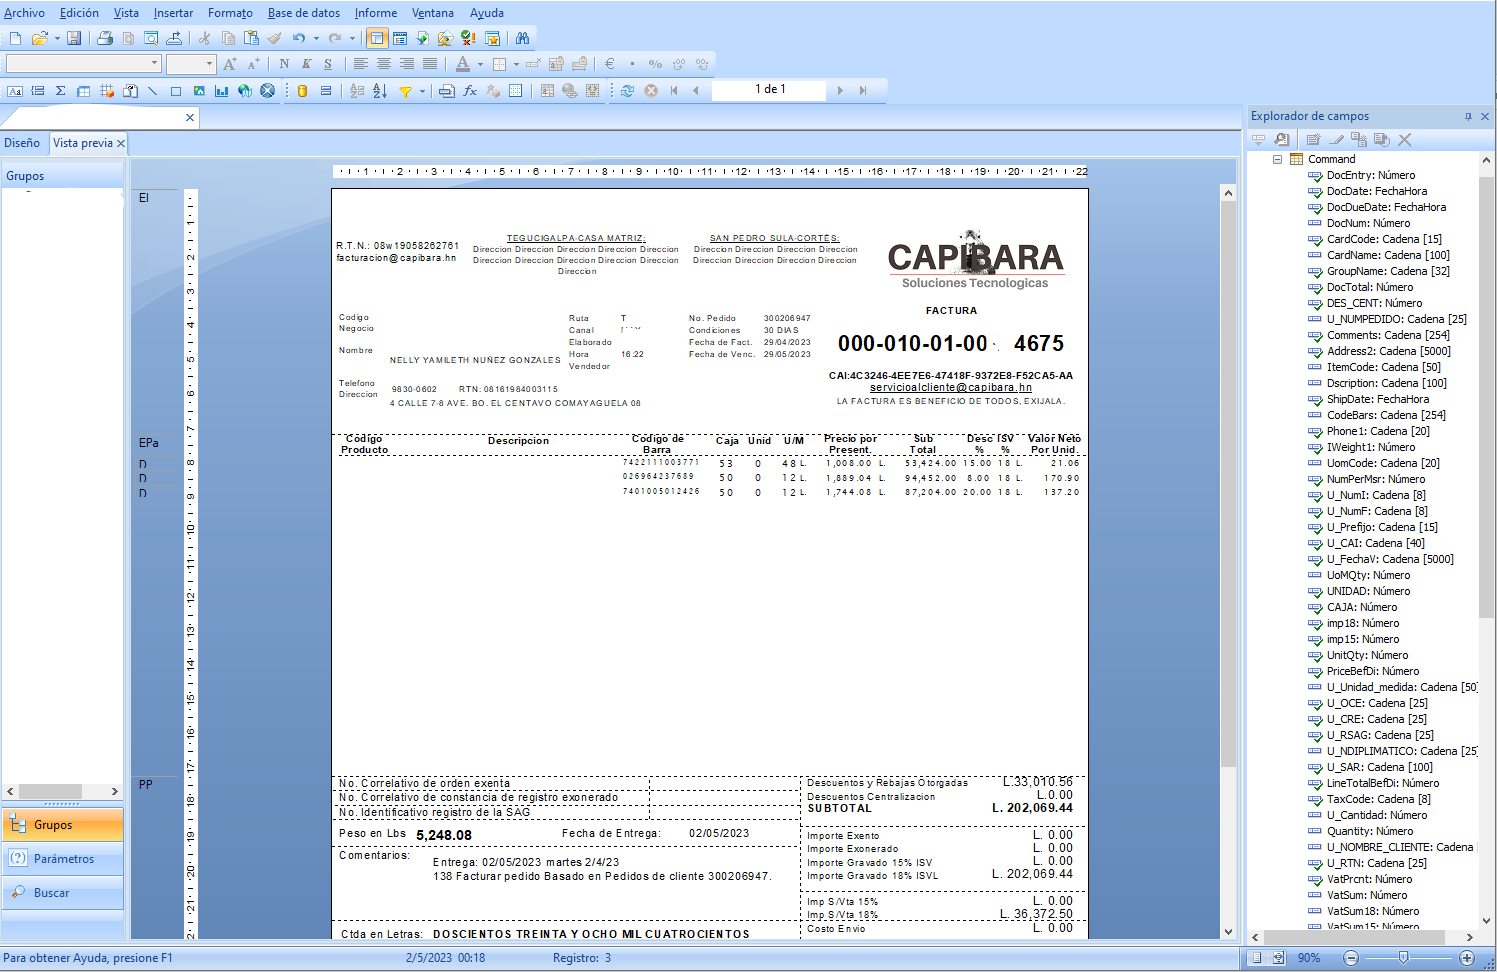 Archivo Edición Vista Insertar Formato Base de datos Informe Ventana Ayuda
N K S
1 de 1
Diseño Vista previa
Grupos
Grupos
Parámetros
Buscar
1 2 3 4 5 6 7 8 9 10 11 12 13 14 15 16 17 18 19 20 21 22
EI
EPa
D
D
D
PP
R.T.N.: 08w19058262761
facturacion@capibara.hn
TEGUCIGALPA-CASA MATRIZ:
Direccion Direccion Direccion Direccion Direccion
Direccion Direccion Direccion Direccion Direccion
Direccion
SAN PEDRO SULA-CORTÉS:
Direccion Direccion Direccion Direccion
Direccion Direccion Direccion Direccion
CAPIBARA
Soluciones Tecnologicas
FACTURA
000-010-01-00 4675
CAI:4C3246-4EE7E6-47418F-9372E8-F52CA5-AA
servicioalcliente@capibara.hn
LA FACTURA ES BENEFICIO DE TODOS, EXIJALA.
Codigo
Negocio
Nombre
NELLY YAMILETH NUÑEZ GONZALES
Telefono 9830-0602 RTN: 08161984003115
Direccion 4 CALLE 7-8 AVE. BO. EL CENTAVO COMAYAGUELA 08
Ruta T
Canal
Elaborado
Hora 16:22
Vendedor
No. Pedido 300206947
Condiciones 30 DIAS
Fecha de Fact. 29/04/2023
Fecha de Venc. 29/05/2023
Codigo Producto Descripcion Codigo de Barra Caja Unid U/M Precio por Present. Sub Total Desc % ISV % Valor Neto Por Unid.
7422111003771 53 0 48 L. 1,008.00 L. 53,424.00 15.00 18 L. 21.06
026964237689 50 0 12 L. 1,889.04 L. 94,452.00 8.00 18 L. 170.90
7401005012426 50 0 12 L. 1,744.08 L. 87,204.00 20.00 18 L. 137.20
No. Correlativo de orden exenta
No. Correlativo de constancia de registro exonerado
No. Identificativo registro de la SAG
Peso en Lbs 5,248.08 Fecha de Entrega: 02/05/2023
Comentarios: Entrega: 02/05/2023 martes 2/4/23
138 Facturar pedido Basado en Pedidos de cliente 300206947.
Ctda en Letras: DOSCIENTOS TREINTA Y OCHO MIL CUATROCIENTOS
Descuentos y Rebajas Otorgadas L.33,010.56
Descuentos Centralizacion L.0.00
SUBTOTAL L. 202,069.44
Importe Exento L. 0.00
Importe Exonerado L. 0.00
Importe Gravado 15% ISV L. 0.00
Importe Gravado 18% ISVL L. 202,069.44
Imp S/Vta 15% L. 0.00
Imp S/Vta 18% L. 36,372.50
Costo Envio L. 0.00
Explorador de campos
Command
DocEntry: Número
DocDate: FechaHora
DocDueDate: FechaHora
DocNum: Número
CardCode: Cadena [15]
CardName: Cadena [100]
GroupName: Cadena [32]
DocTotal: Número
DES_CENT: Número
U_NUMPEDIDO: Cadena [25]
Comments: Cadena [254]
Address2: Cadena [5000]
ItemCode: Cadena [50]
Dscription: Cadena [100]
ShipDate: FechaHora
CodeBars: Cadena [254]
Phone1: Cadena [20]
IWeight1: Número
UomCode: Cadena [20]
NumPerMsr: Número
U_NumI: Cadena [8]
U_NumF: Cadena [8]
U_Prefijo: Cadena [15]
U_CAI: Cadena [40]
U_FechaV: Cadena [5000]
UoMQty: Número
UNIDAD: Número
CAJA: Número
imp18: Número
imp15: Número
UnitQty: Número
PriceBefDi: Número
U_Unidad_medida: Cadena [50]
U_OCE: Cadena [25]
U_CRE: Cadena [25]
U_RSAG: Cadena [25]
U_NDIPLIMATICO: Cadena [25]
U_SAR: Cadena [100]
LineTotalBefDi: Número
TaxCode: Cadena [8]
U_Cantidad: Número
Quantity: Número
U_NOMBRE_CLIENTE: Cadena
U_RTN: Cadena [25]
VatPrcnt: Número
VatSum: Número
VatSum18: Número
VatSum15: Número
Para obtener Ayuda, presione F1 2/5/2023 00:18 Registro: 3 90%